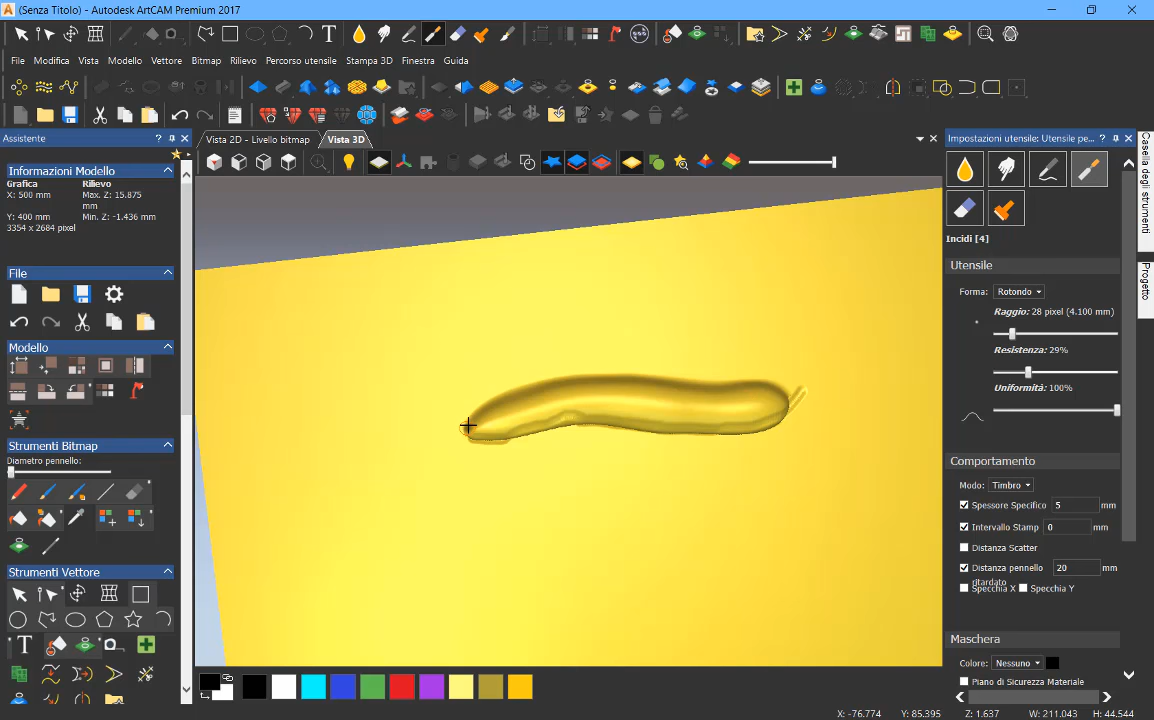 (Senza Titolo) - Autodesk ArtCAM Premium 2017
File Modifica Vista Modello Vettore Bitmap Rilievo Percorso utensile Stampa 3D Finestra Guida
Assistente
Vista 2D - Livello bitmap
Vista 3D
Informazioni Modello
Grafica Rilievo
X: 500 mm Max. Z: 15.875
mm
Y: 400 mm Min. Z: -1.436 mm
3354 x 2684 pixel
File
Modello
Strumenti Bitmap
Diametro pennello:
Strumenti Vettore
Impostazioni utensile: Utensile pe...
Incidi [4]
Utensile
Forma: Rotondo
Raggio: 28 pixel (4.100 mm)
Resistenza: 29%
Uniformità: 100%
Comportamento
Modo: Timbro
Spessore Specifico 5 mm
Intervallo Stamp 0 mm
Distanza Scatter
Distanza pennello 20 mm
ritardato
Specchia X Specchia Y
Maschera
Colore: Nessuno
Piano di Sicurezza Materiale
Casella degli strumenti
Progetto
X: -76.774 Y: 85.395 Z: 1.637 W: 211.043 H: 44.544